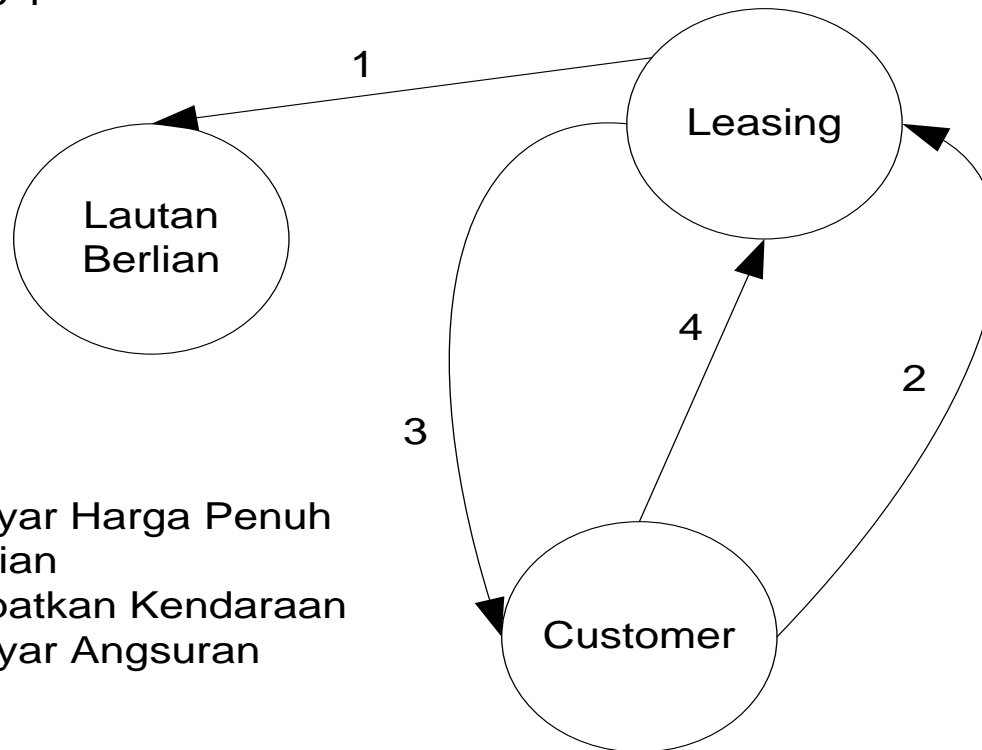 1
Leasing
Lautan
Berlian
4
2
3
yar Harga Penuh
ian
patkan Kendaraan
yar Angsuran
Customer